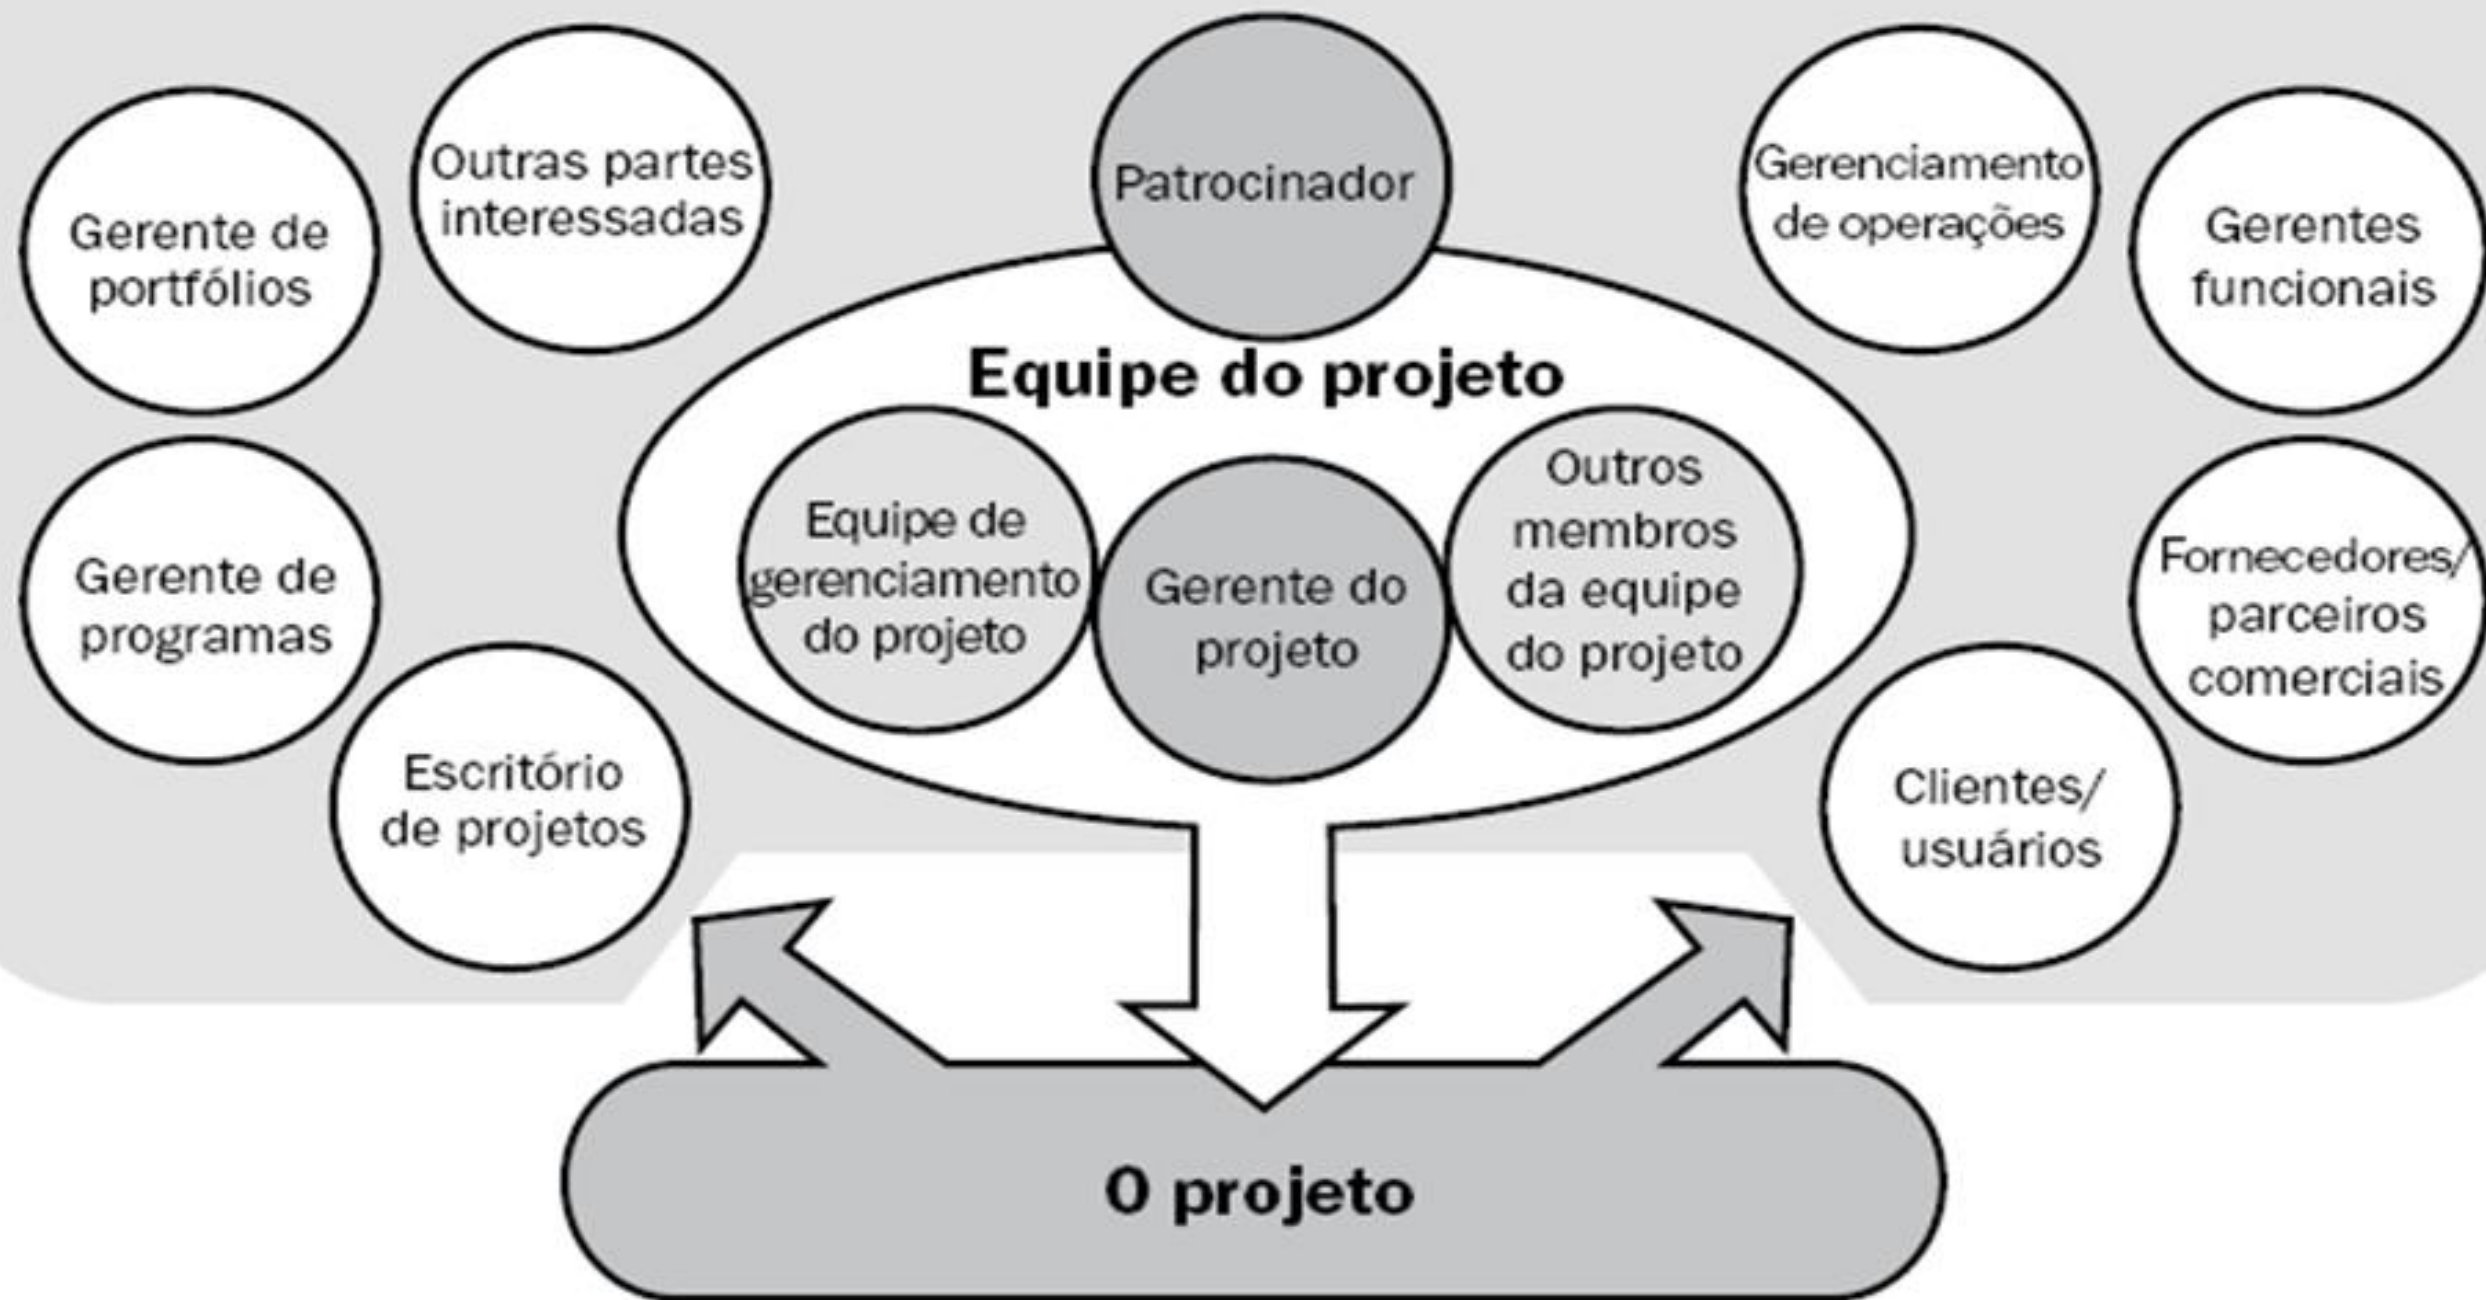 Gerente de
portfólios
Outras partes
interessadas
Patrocinador
Gerenciamento
de operações
Gerentes
funcionais
Equipe do projeto
Gerente de
programas
Equipe de
gerenciamento
do projeto
Gerente do
projeto
Outros
membros
da equipe
do projeto
Fornecedores/
parceiros
comerciais
Escritório
de projetos
Clientes/
usuários
O projeto